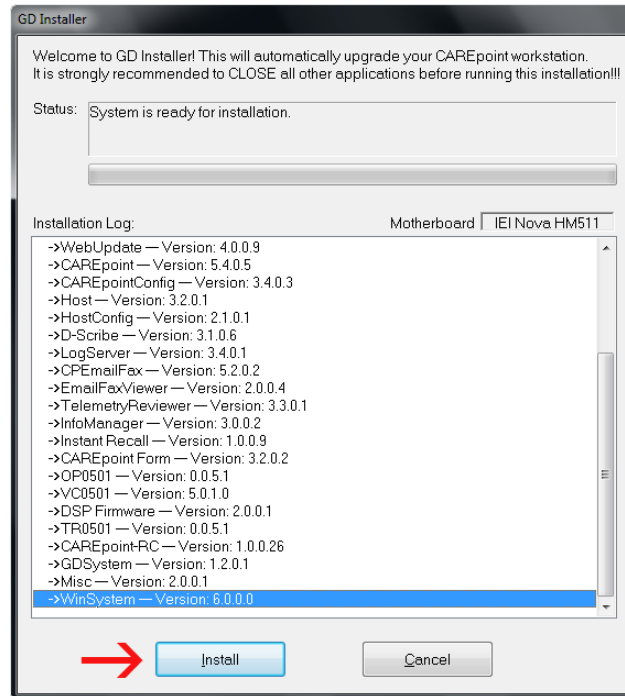 GD Installer
Welcome to GD Installer! This will automatically upgrade your CAREpoint workstation.
It is strongly recommended to CLOSE all other applications before running this installation!!!
Status: System is ready for installation.
Installation Log: Motherboard IEI Nova HM511
->WebUpdate — Version: 4.0.0.9
->CAREpoint — Version: 5.4.0.5
->CAREpointConfig — Version: 3.4.0.3
->Host — Version: 3.2.0.1
->HostConfig — Version: 2.1.0.1
->D-Scribe — Version: 3.1.0.6
->LogServer — Version: 3.4.0.1
->CPEmailFax — Version: 5.2.0.2
->EmailFaxViewer — Version: 2.0.0.4
->TelemetryReviewer — Version: 3.3.0.1
->InfoManager — Version: 3.0.0.2
->Instant Recall — Version: 1.0.0.9
->CAREpoint Form — Version: 3.2.0.2
->OP0501 — Version: 0.0.5.1
->VC0501 — Version: 5.0.1.0
->DSP Firmware — Version: 2.0.0.1
->TR0501 — Version: 0.0.5.1
->CAREpoint-RC — Version: 1.0.0.26
->GDSystem — Version: 1.2.0.1
->Misc — Version: 2.0.0.1
->WinSystem — Version: 6.0.0.0
Install Cancel